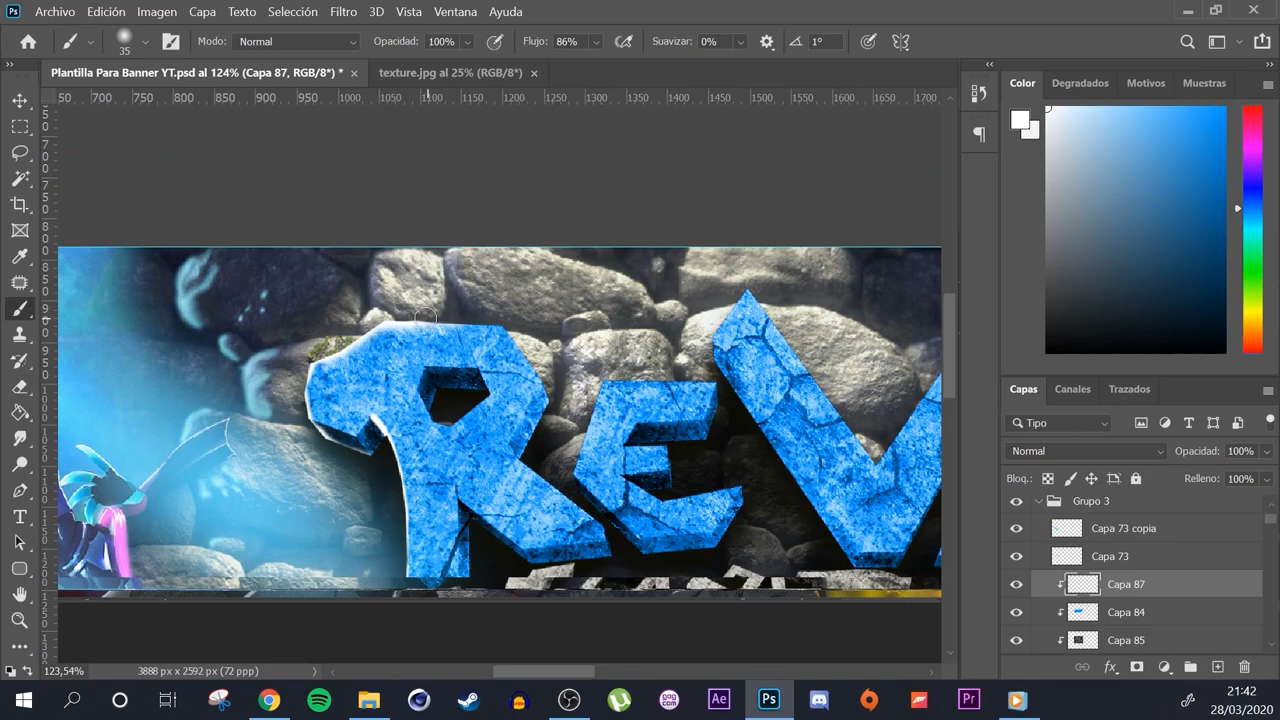 Archivo Edición Imagen Capa Texto Selección Filtro 3D Vista Ventana Ayuda
35 Modo: Normal Opacidad: 100% Flujo: 86% Suavizar: 0% 1°
Plantilla Para Banner YT.psd al 124% (Capa 87, RGB/8*) * texture.jpg al 25% (RGB/8*)
50 700 750 800 850 900 950 1000 1050 1100 1150 1200 1250 1300 1350 1400 1450 1500 1550 1600 1650 1700
Color Degradados Motivos Muestras
REV
Capas Canales Trazados
Tipo
Normal Opacidad: 100%
Bloq.: Relleno: 100%
Grupo 3
Capa 73 copia
Capa 73
Capa 87
Capa 84
Capa 85
123,54% 3888 px x 2592 px (72 ppp)
Ps Ae Pr
gag.com
21:42
28/03/2020